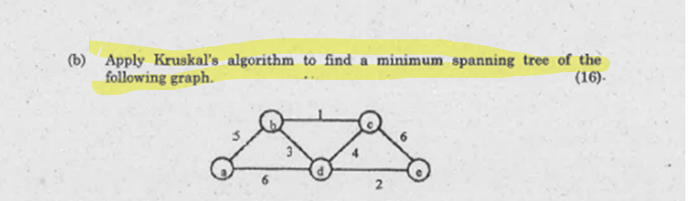 (b) Apply Kruskal's algorithm to find a minimum spanning tree of the
following graph. (16).
1
b c
5 3 4 6
a d e
6 2